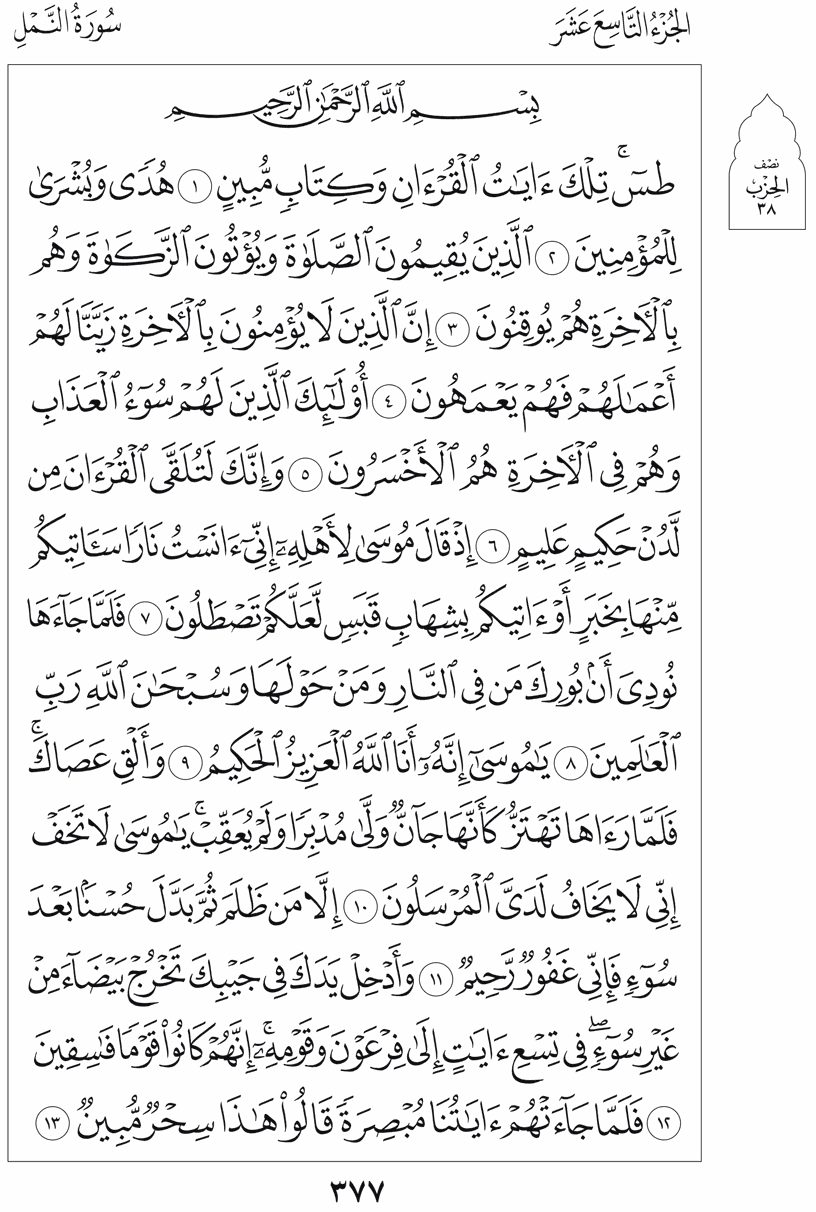 الجُزْءُ التَّاسِعَ عَشَرَ
سُورَةُ النَّمْلِ
بِسْمِ ٱللَّهِ ٱلرَّحْمَٰنِ ٱلرَّحِيمِ
نصْف
الحِزْب
٣٨
طسٓۚ تِلْكَ ءَايَٰتُ ٱلْقُرْءَانِ وَكِتَابٖ مُّبِينٍ ١ هُدٗى وَبُشْرَىٰ
لِلْمُؤْمِنِينَ ٢ ٱلَّذِينَ يُقِيمُونَ ٱلصَّلَوٰةَ وَيُؤْتُونَ ٱلزَّكَوٰةَ وَهُم
بِٱلْأٓخِرَةِ هُمْ يُوقِنُونَ ٣ إِنَّ ٱلَّذِينَ لَا يُؤْمِنُونَ بِٱلْأٓخِرَةِ زَيَّنَّا لَهُمْ
أَعْمَٰلَهُمْ فَهُمْ يَعْمَهُونَ ٤ أُوْلَٰٓئِكَ ٱلَّذِينَ لَهُمْ سُوٓءُ ٱلْعَذَابِ
وَهُمْ فِي ٱلْأٓخِرَةِ هُمُ ٱلْأَخْسَرُونَ ٥ وَإِنَّكَ لَتُلَقَّى ٱلْقُرْءَانَ مِن
لَّدُنْ حَكِيمٍ عَلِيمٍ ٦ إِذْ قَالَ مُوسَىٰ لِأَهْلِهِۦٓ إِنِّيٓ ءَانَسْتُ نَارٗا سَـَٔاتِيكُم
مِّنْهَا بِخَبَرٍ أَوْ ءَاتِيكُم بِشِهَابٖ قَبَسٖ لَّعَلَّكُمْ تَصْطَلُونَ ٧ فَلَمَّا جَآءَهَا
نُودِيَ أَنۢ بُورِكَ مَن فِي ٱلنَّارِ وَمَنْ حَوْلَهَا وَسُبْحَٰنَ ٱللَّهِ رَبِّ
ٱلْعَٰلَمِينَ ٨ يَٰمُوسَىٰٓ إِنَّهُۥٓ أَنَا ٱللَّهُ ٱلْعَزِيزُ ٱلْحَكِيمُ ٩ وَأَلْقِ عَصَاكَۚ
فَلَمَّا رَءَاهَا تَهْتَزُّ كَأَنَّهَا جَآنّٞ وَلَّىٰ مُدْبِرٗا وَلَمْ يُعَقِّبْۚ يَٰمُوسَىٰ لَا تَخَفْ
إِنِّي لَا يَخَافُ لَدَيَّ ٱلْمُرْسَلُونَ ١٠ إِلَّا مَن ظَلَمَ ثُمَّ بَدَّلَ حُسْنَۢا بَعْدَ
سُوٓءٖ فَإِنِّي غَفُورٞ رَّحِيمٞ ١١ وَأَدْخِلْ يَدَكَ فِي جَيْبِكَ تَخْرُجْ بَيْضَآءَ مِنْ
غَيْرِ سُوٓءٖۖ فِي تِسْعِ ءَايَٰتٍ إِلَىٰ فِرْعَوْنَ وَقَوْمِهِۦٓۚ إِنَّهُمْ كَانُواْ قَوْمٗا فَٰسِقِينَ
١٢ فَلَمَّا جَآءَتْهُمْ ءَايَٰتُنَا مُبْصِرَةٗ قَالُواْ هَٰذَا سِحْرٞ مُّبِينٞ ١٣
٣٧٧